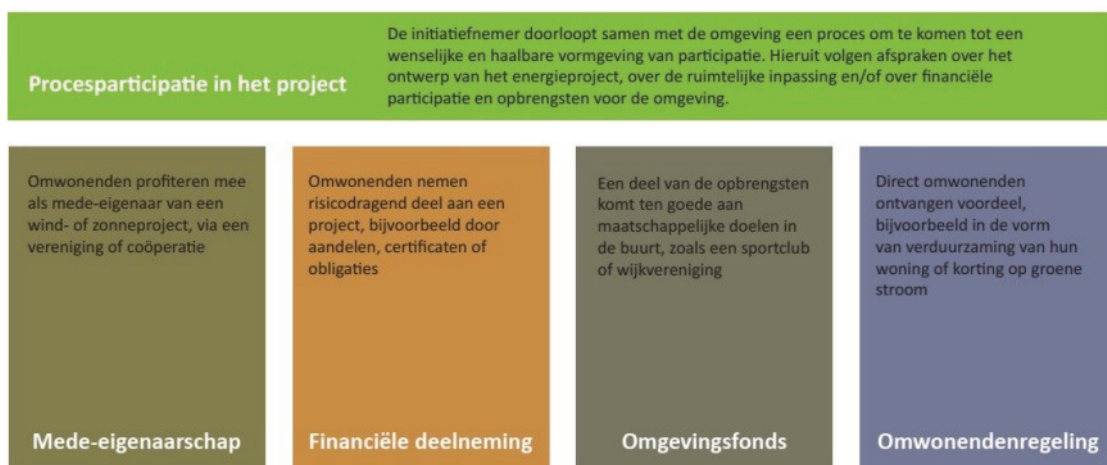 Procesparticipatie in het project
De initiatiefnemer doorloopt samen met de omgeving een proces om te komen tot een
wenselijke en haalbare vormgeving van participatie. Hieruit volgen afspraken over het
ontwerp van het energieproject, over de ruimtelijke inpassing en/of over financiële
participatie en opbrengsten voor de omgeving.
Omwonenden profiteren mee
als mede-eigenaar van een
wind- of zonneproject, via een
vereniging of coöperatie
Mede-eigenaarschap
Omwonenden nemen
risicodragend deel aan een
project, bijvoorbeeld door
aandelen, certificaten of
obligaties
Financiële deelneming
Een deel van de opbrengsten
komt ten goede aan
maatschappelijke doelen in
de buurt, zoals een sportclub
of wijkvereniging
Omgevingsfonds
Direct omwonenden
ontvangen voordeel,
bijvoorbeeld in de vorm
van verduurzaming van hun
woning of korting op groene
stroom
Omwonendenregeling